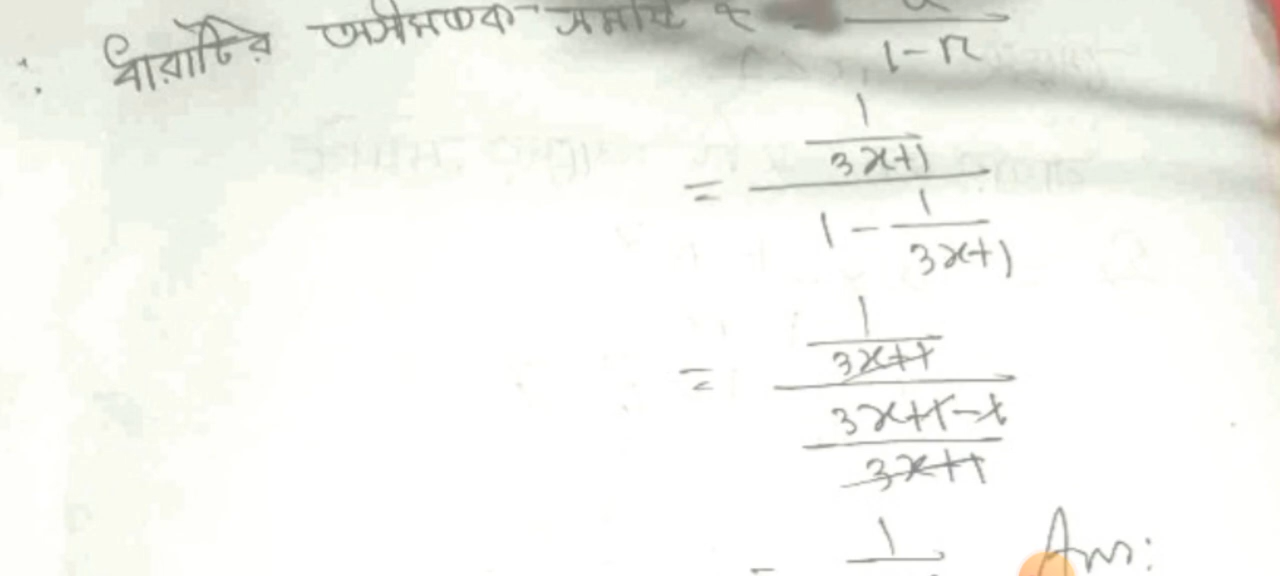 ∴ ধারাটির অসীমতক সমষ্টি = a/(1-r)
= (1/(3x+1))/(1 - 1/(3x+1))
= (1/(3x+1))/((3x+1-1)/(3x+1))
= 1/ Ans: